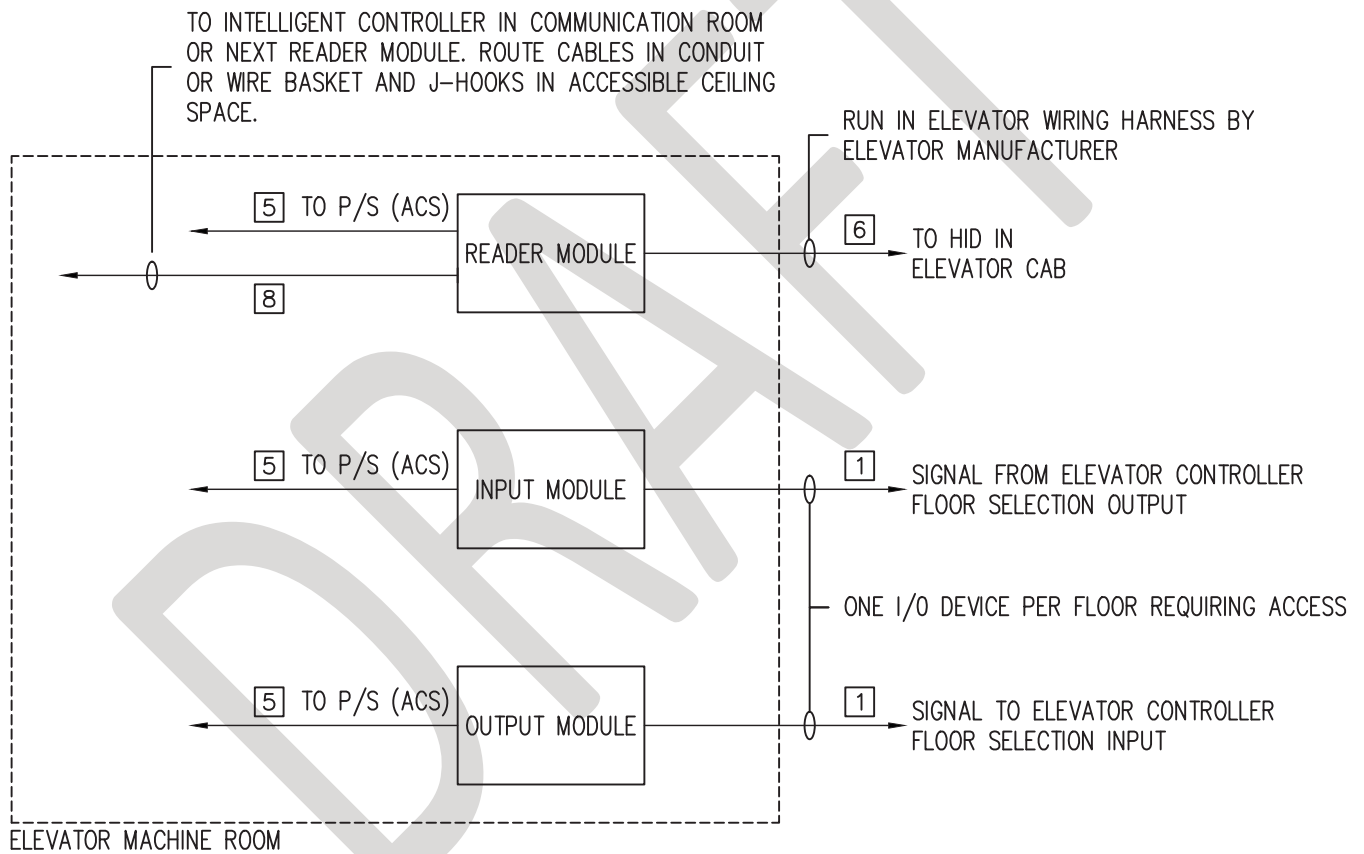 TO INTELLIGENT CONTROLLER IN COMMUNICATION ROOM
OR NEXT READER MODULE. ROUTE CABLES IN CONDUIT
OR WIRE BASKET AND J-HOOKS IN ACCESSIBLE CEILING
SPACE.
RUN IN ELEVATOR WIRING HARNESS BY
ELEVATOR MANUFACTURER
5 TO P/S (ACS)
READER MODULE
6
TO HID IN
ELEVATOR CAB
8
5 TO P/S (ACS)
INPUT MODULE
1
SIGNAL FROM ELEVATOR CONTROLLER
FLOOR SELECTION OUTPUT
ONE I/O DEVICE PER FLOOR REQUIRING ACCESS
5 TO P/S (ACS)
OUTPUT MODULE
1
SIGNAL TO ELEVATOR CONTROLLER
FLOOR SELECTION INPUT
ELEVATOR MACHINE ROOM
DRAFT